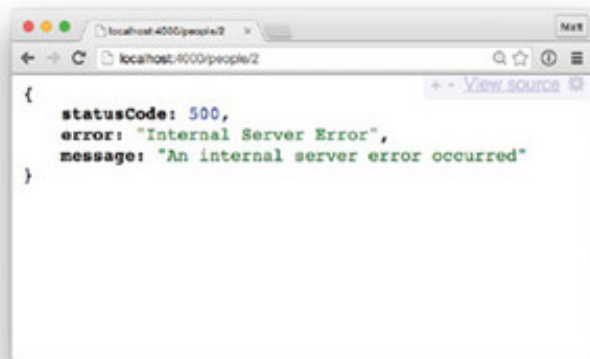 localhost:4000/people/2
Matt
localhost:4000/people/2
+ - View source
{
statusCode: 500,
error: "Internal Server Error",
message: "An internal server error occurred"
}